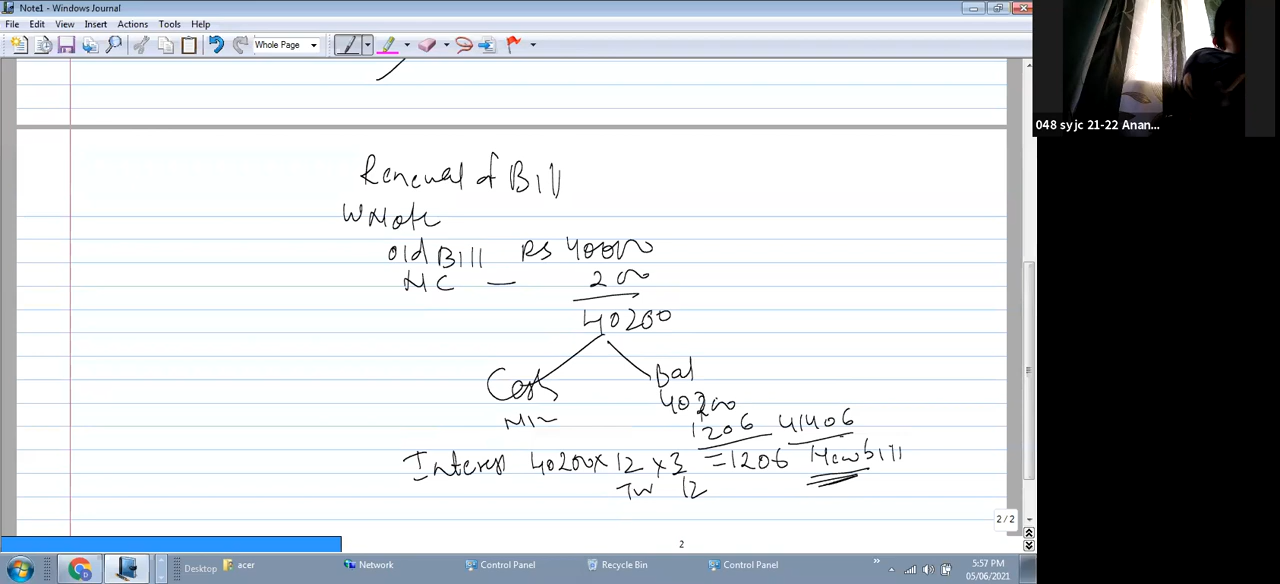 Note1 - Windows Journal
File Edit View Insert Actions Tools Help
Whole Page
048 syjc 21-22 Anan...
Renewal of Bill
W Note
Old Bill Rs 40000
NC — 200
40200
Cash Bal
Nil 40200
1206 41406
Interest 40200 × 12 × 3 = 1206 New bill
12
2/2
2
Desktop acer Network Control Panel Recycle Bin Control Panel » 5:57 PM
05/06/2021